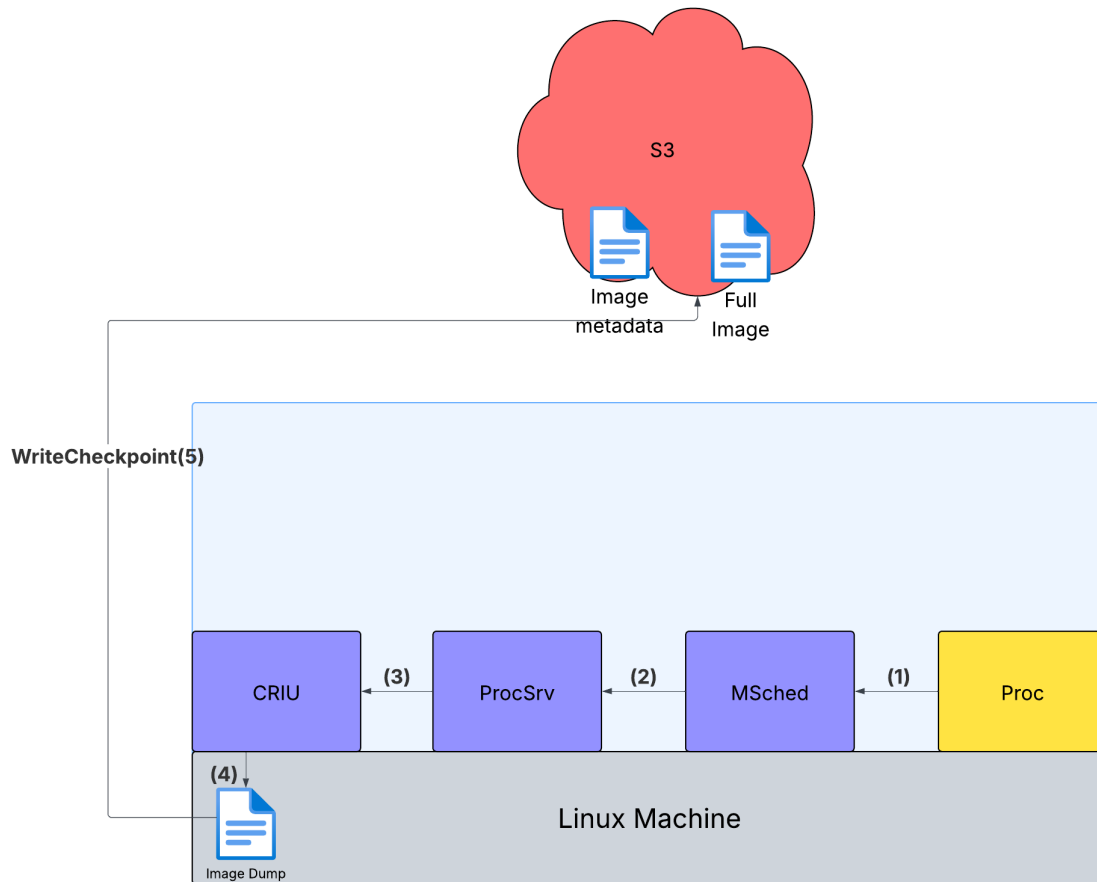 S3
Image
metadata
Full
Image
WriteCheckpoint(5)
CRIU
(3)
ProcSrv
(2)
MSched
(1)
Proc
(4)
Linux Machine
Image Dump